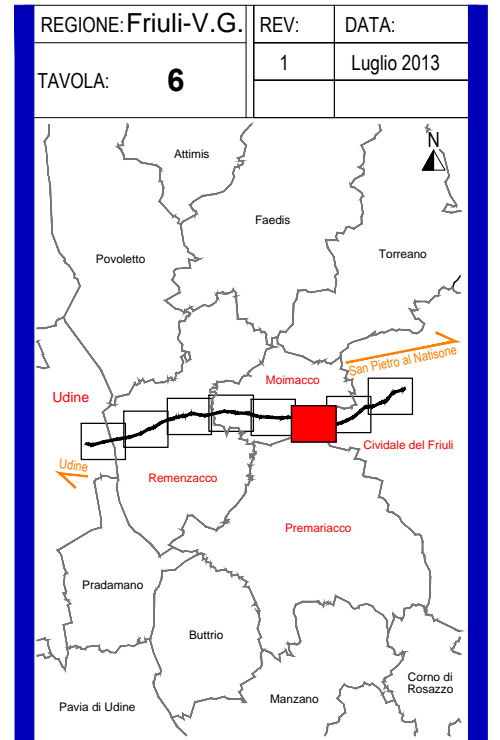 REGIONE: Friuli-V.G.
REV:
DATA:
TAVOLA: 6
1
Luglio 2013
N
Attimis
Faedis
Povoletto
Torreano
San Pietro al Natisone
Moimacco
Udine
Cividale del Friuli
Udine
Remenzacco
Premariacco
Pradamano
Buttrio
Corno di
Rosazzo
Manzano
Pavia di Udine